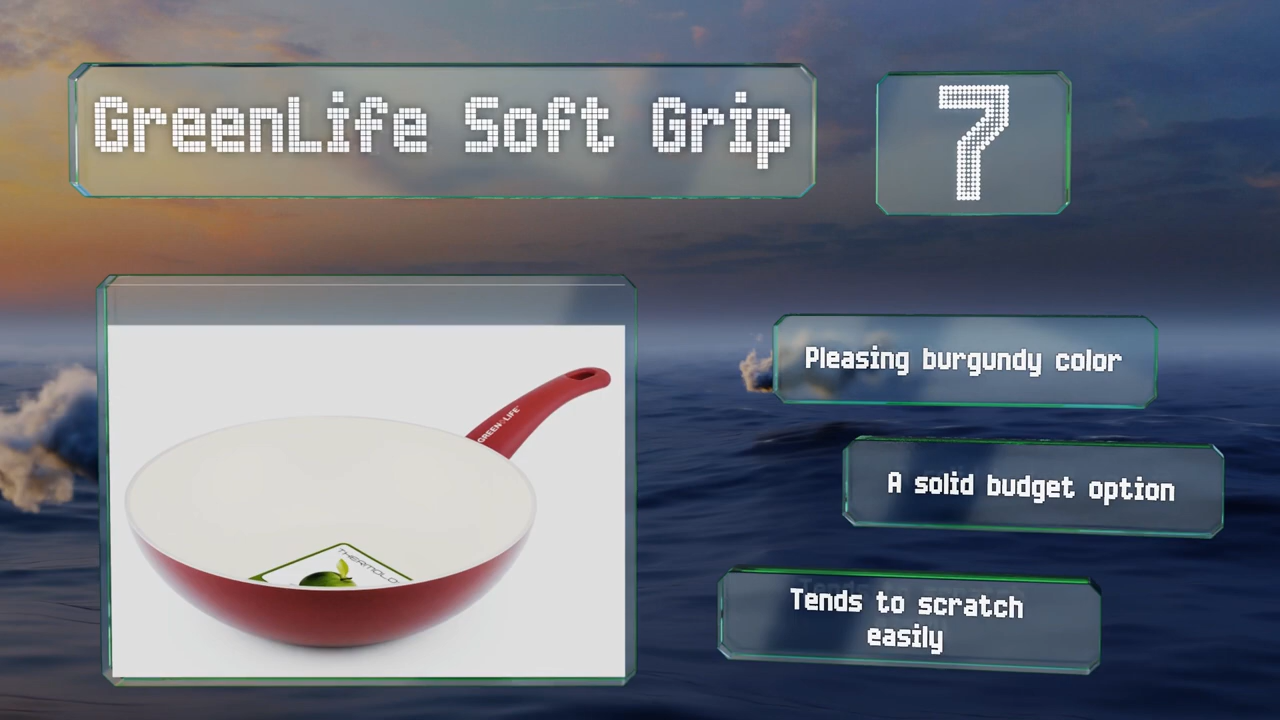 GreenLife Soft Grip
7
GREEN LIFE
THERMOLON
Pleasing burgundy color
A solid budget option
Tends to scratch
easily